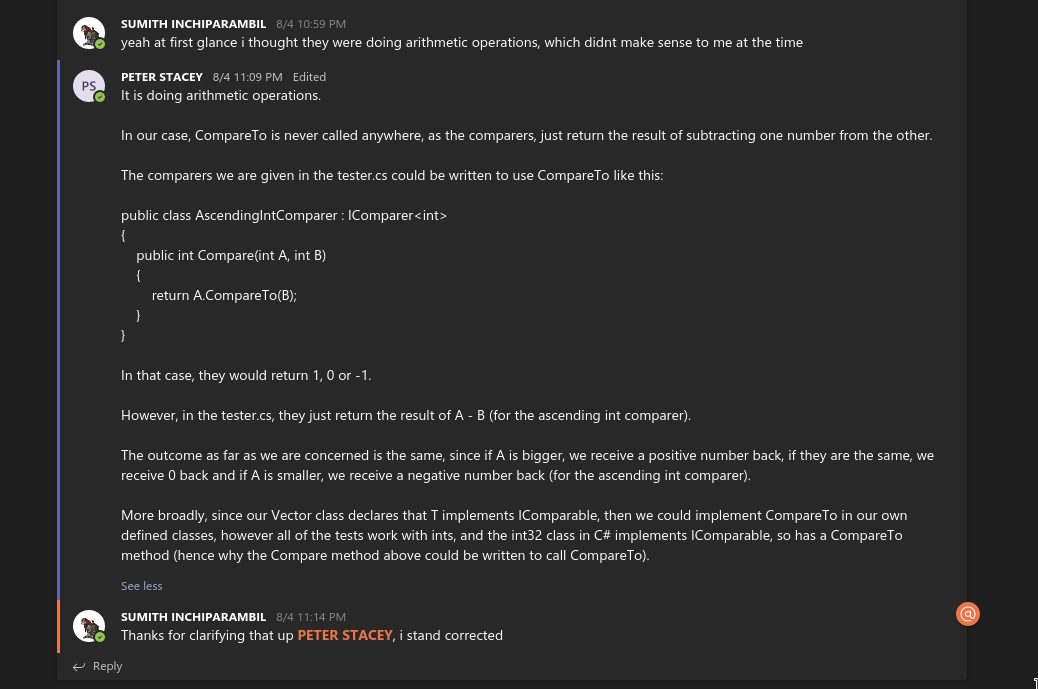 SUMITH INCHIPARAMBIL 8/4 10:59 PM
yeah at first glance i thought they were doing arithmetic operations, which didnt make sense to me at the time
PS
PETER STACEY 8/4 11:09 PM Edited
It is doing arithmetic operations.
In our case, CompareTo is never called anywhere, as the comparers, just return the result of subtracting one number from the other.
The comparers we are given in the tester.cs could be written to use CompareTo like this:
public class AscendingIntComparer : IComparer<int>
{
public int Compare(int A, int B)
{
return A.CompareTo(B);
}
}
In that case, they would return 1, 0 or -1.
However, in the tester.cs, they just return the result of A - B (for the ascending int comparer).
The outcome as far as we are concerned is the same, since if A is bigger, we receive a positive number back, if they are the same, we
receive 0 back and if A is smaller, we receive a negative number back (for the ascending int comparer).
More broadly, since our Vector class declares that T implements IComparable, then we could implement CompareTo in our own
defined classes, however all of the tests work with ints, and the int32 class in C# implements IComparable, so has a CompareTo
method (hence why the Compare method above could be written to call CompareTo).
See less
SUMITH INCHIPARAMBIL 8/4 11:14 PM
@
Thanks for clarifying that up PETER STACEY, i stand corrected
Reply